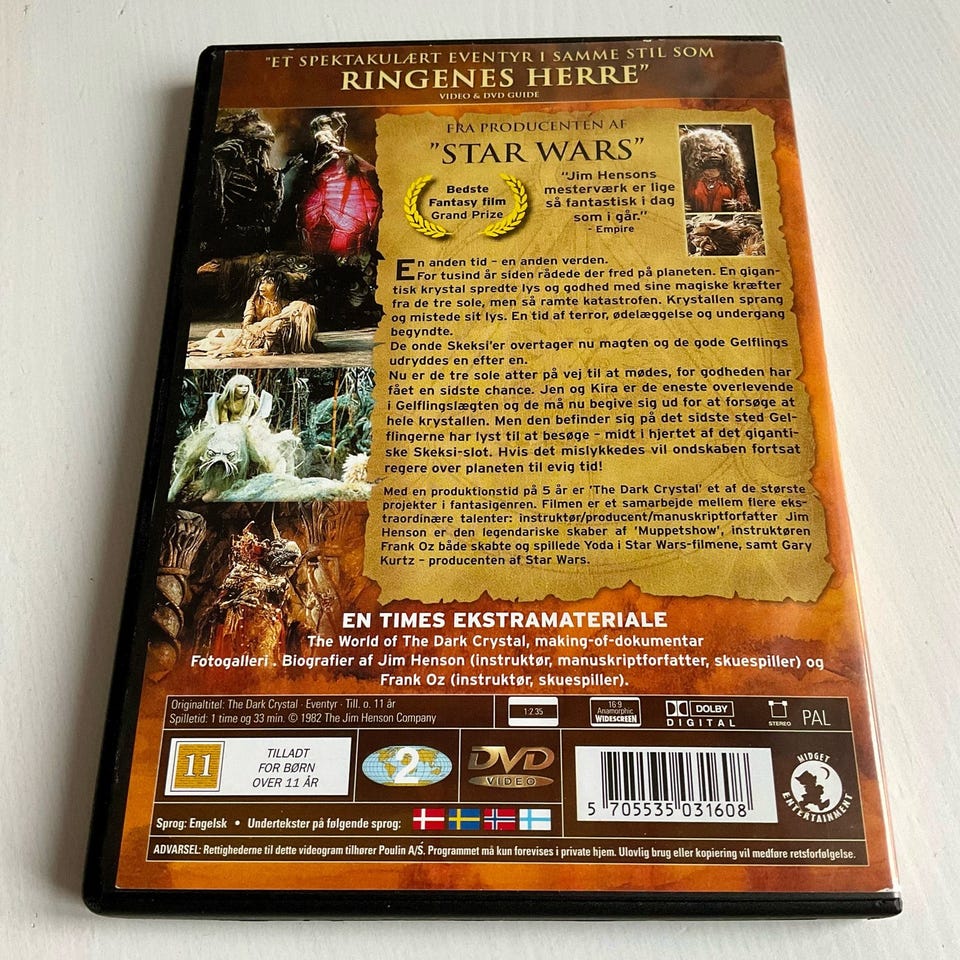 "ET SPEKTAKULÆRT EVENTYR I SAMME STIL SOM
RINGENES HERRE"
VIDEO & DVD GUIDE
FRA PRODUCENTEN AF
"STAR WARS"
Bedste
Fantasy film
Grand Prize
"Jim Hensons
mesterværk er lige
så fantastisk i dag
som i går."
- Empire
En anden tid - en anden verden.
For tusind år siden rådede der fred på planeten. En gigan-
tisk krystal spredte lys og godhed med sine magiske kræfter
fra de tre sole, men så ramte katastrofen. Krystallen sprang
og mistede sit lys. En tid af terror, ødelæggelse og undergang
begyndte.
De onde Skeksi'er overtager nu magten og de gode Gelflings
udryddes en efter en.
Nu er de tre sole atter på vej til at mødes, for godheden har
fået en sidste chance. Jen og Kira er de eneste overlevende
i Gelflingslægten og de må nu begive sig ud for at forsøge at
hele krystallen. Men den befinder sig på det sidste sted Gel-
flingerne har lyst til at besøge - midt i hjertet af det giganti-
ske Skeksi-slot. Hvis det mislykkedes vil ondskaben fortsat
regere over planeten til evig tid!
Med en produktionstid på 5 år er 'The Dark Crystal' et af de største
projekter i fantasigenren. Filmen er et samarbejde mellem flere eks-
traordinære talenter: instruktør/producent/manuskriptforfatter Jim
Henson er den legendariske skaber af 'Muppetshow', instruktøren
Frank Oz både skabte og spillede Yoda i Star Wars-filmene, samt Gary
Kurtz - producenten af Star Wars.
EN TIMES EKSTRAMATERIALE
The World of The Dark Crystal, making-of-dokumentar
Fotogalleri . Biografier af Jim Henson (instruktør, manuskriptforfatter, skuespiller) og
Frank Oz (instruktør, skuespiller).
Originaltitel: The Dark Crystal · Eventyr · Till. o. 11 år
Spilletid: 1 time og 33 min. © 1982 The Jim Henson Company
1:2.35
16:9
Anamorphic
WIDESCREEN
DOLBY
DIGITAL
STEREO
PAL
11
TILLADT
FOR BØRN
OVER 11 ÅR
2
DVD
VIDEO
5 705535 031608
MIDGET
ENTERTAINMENT
Sprog: Engelsk • Undertekster på følgende sprog:
ADVARSEL: Rettighederne til dette videogram tilhører Poulin A/S. Programmet må kun forevises i private hjem. Ulovlig brug eller kopiering vil medføre retsforfølgelse.